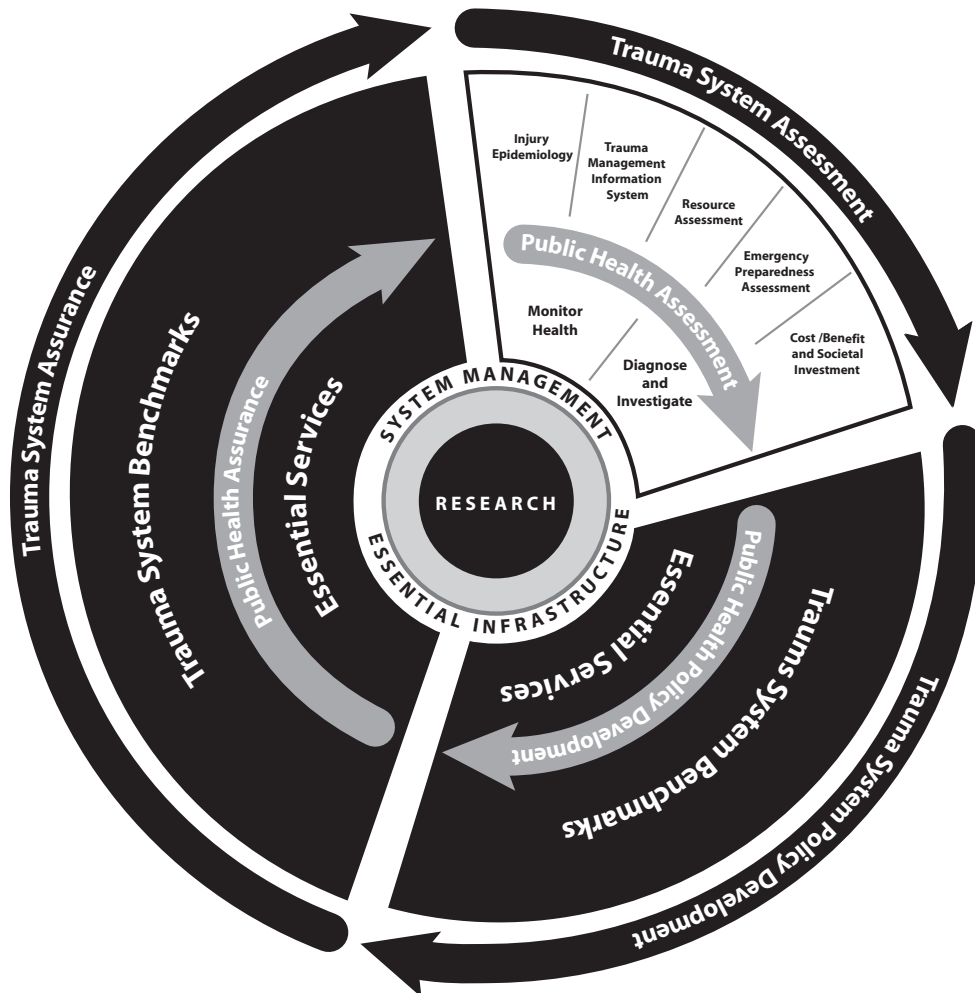 Trauma System Assessment
Injury
Epidemiology
Trauma
Management
Information
System
Resource
Assessment
Emergency
Preparedness
Assessment
Cost /Benefit
and Societal
Investment
Public Health Assessment
Monitor
Health
Diagnose
and
Investigate
SYSTEM MANAGEMENT
RESEARCH
ESSENTIAL INFRASTRUCTURE
Essential Services
Public Health Policy Development
Traums System Benchmarks
Trauma System Policy Development
Essential Services
Public Health Assurance
Trauma System Benchmarks
Trauma System Assurance